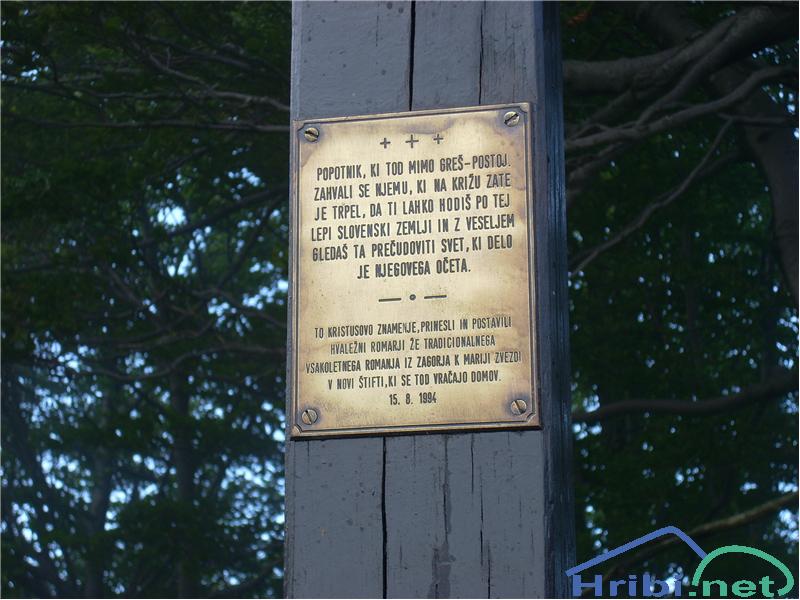 + + +
POPOTNIK, KI TOD MIMO GREŠ-POSTOJ.
ZAHVALI SE NJEMU, KI NA KRIŽU ZATE
JE TRPEL, DA TI LAHKO HODIŠ PO TEJ
LEPI SLOVENSKI ZEMLJI IN Z VESELJEM
GLEDAŠ TA PREČUDOVITI SVET, KI DELO
JE NJEGOVEGA OČETA.
TO KRISTUSOVO ZNAMENJE, PRINESLI IN POSTAVILI
HVALEŽNI ROMARJI ŽE TRADICIONALNEGA
VSAKOLETNEGA ROMANJA IZ ZAGORJA K MARIJI ZVEZDI
V NOVI ŠTIFTI, KI SE TOD VRAČAJO DOMOV.
15. 8. 1994
Hribi.net